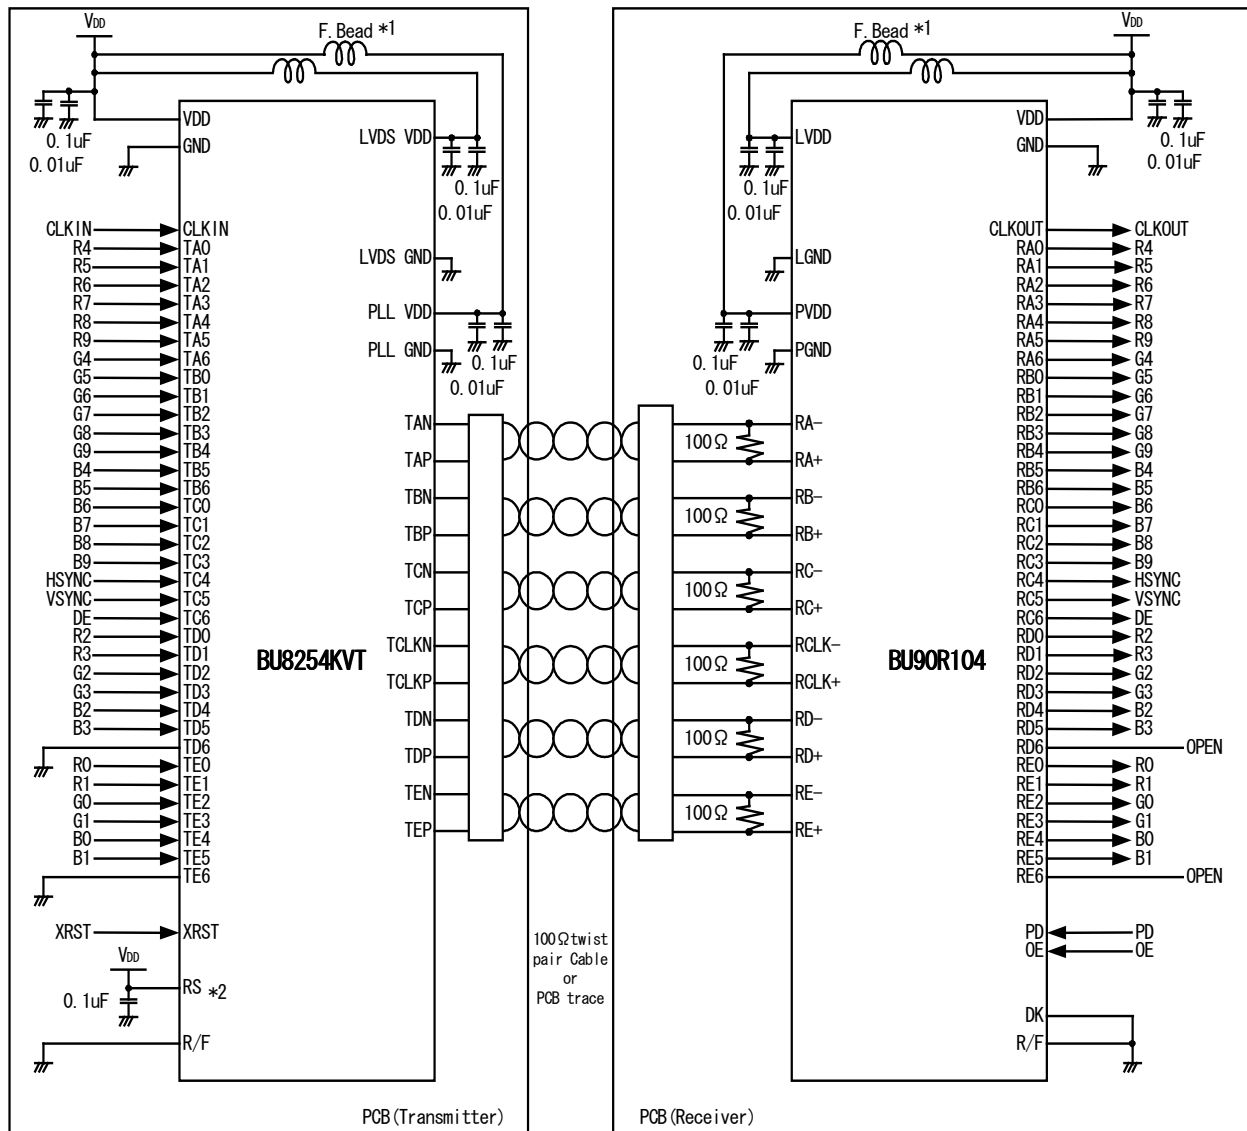 VDD
F. Bead *1
0.1uF
0.01uF
VDD
GND
LVDS VDD
0.1uF
0.01uF
LVDS GND
PLL VDD
PLL GND
0.1uF
0.01uF
CLKIN CLKIN
R4 TA0
R5 TA1
R6 TA2
R7 TA3
R8 TA4
R9 TA5
G4 TA6
G5 TB0
G6 TB1
G7 TB2
G8 TB3
G9 TB4
B4 TB5
B5 TB6
B6 TC0
B7 TC1
B8 TC2
B9 TC3
HSYNC TC4
VSYNC TC5
DE TC6
R2 TD0
R3 TD1
G2 TD2
G3 TD3
B2 TD4
B3 TD5
TD6
R0 TE0
R1 TE1
G0 TE2
G1 TE3
B0 TE4
B1 TE5
TE6
XRST XRST
VDD
0.1uF
RS *2
R/F
BU8254KVT
TAN
TAP
TBN
TBP
TCN
TCP
TCLKN
TCLKP
TDN
TDP
TEN
TEP
PCB(Transmitter)
100Ωtwist
pair Cable
or
PCB trace
F. Bead *1
VDD
0.1uF
0.01uF
LVDD
VDD
GND
0.1uF
0.01uF
LGND
PVDD
PGND
0.1uF
0.01uF
100Ω
RA-
RA+
100Ω
RB-
RB+
100Ω
RC-
RC+
100Ω
RCLK-
RCLK+
100Ω
RD-
RD+
100Ω
RE-
RE+
BU90R104
CLKOUT CLKOUT
RA0 R4
RA1 R5
RA2 R6
RA3 R7
RA4 R8
RA5 R9
RA6 G4
RB0 G5
RB1 G6
RB2 G7
RB3 G8
RB4 G9
RB5 B4
RB6 B5
RC0 B6
RC1 B7
RC2 B8
RC3 B9
RC4 HSYNC
RC5 VSYNC
RC6 DE
RD0 R2
RD1 R3
RD2 G2
RD3 G3
RD4 B2
RD5 B3
RD6 OPEN
RE0 R0
RE1 R1
RE2 G0
RE3 G1
RE4 B0
RE5 B1
RE6 OPEN
PD PD
OE OE
DK
R/F
PCB(Receiver)